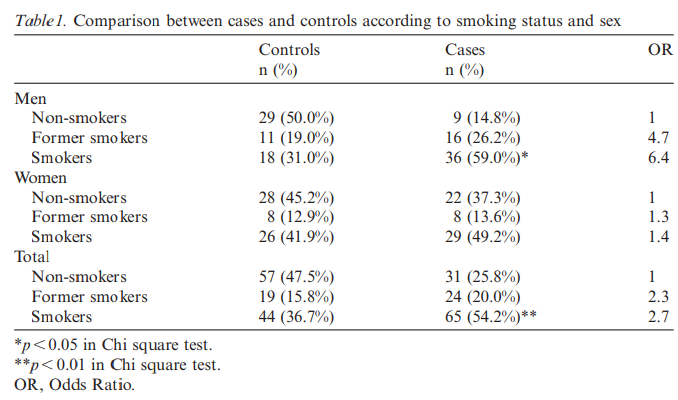 Table1. Comparison between cases and controls according to smoking status and sex
Controls Cases OR
n (%) n (%)
Men
Non-smokers 29 (50.0%) 9 (14.8%) 1
Former smokers 11 (19.0%) 16 (26.2%) 4.7
Smokers 18 (31.0%) 36 (59.0%)* 6.4
Women
Non-smokers 28 (45.2%) 22 (37.3%) 1
Former smokers 8 (12.9%) 8 (13.6%) 1.3
Smokers 26 (41.9%) 29 (49.2%) 1.4
Total
Non-smokers 57 (47.5%) 31 (25.8%) 1
Former smokers 19 (15.8%) 24 (20.0%) 2.3
Smokers 44 (36.7%) 65 (54.2%)** 2.7
*p<0.05 in Chi square test.
**p<0.01 in Chi square test.
OR, Odds Ratio.